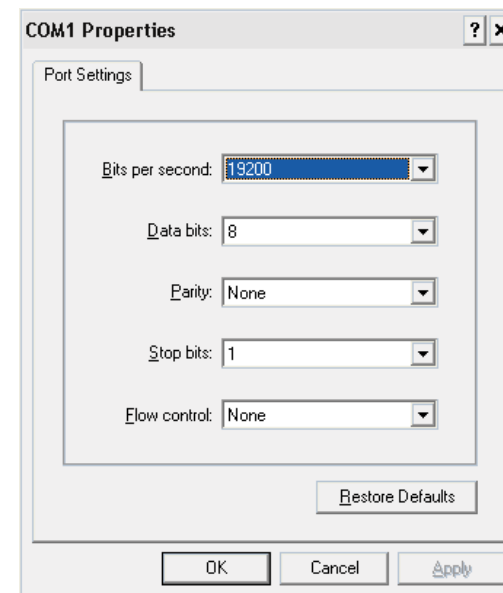 COM1 Properties
Port Settings
Bits per second: 19200
Data bits: 8
Parity: None
Stop bits: 1
Flow control: None
Restore Defaults
OK Cancel Apply